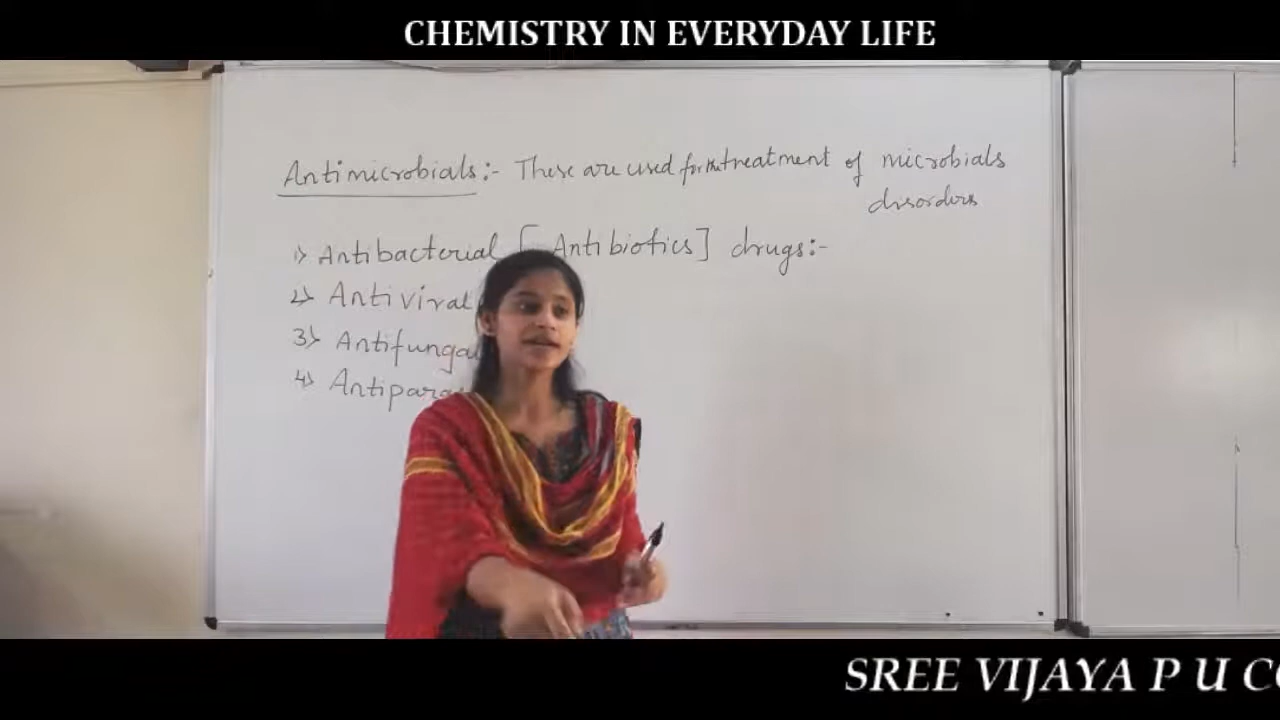 CHEMISTRY IN EVERYDAY LIFE
Antimicrobials:- These are used for the treatment of microbials
disorders
1) Antibacterial [ Antibiotics] drugs:-
2) Antiviral
3) Antifunga
4) Antipara
SREE VIJAYA P U C